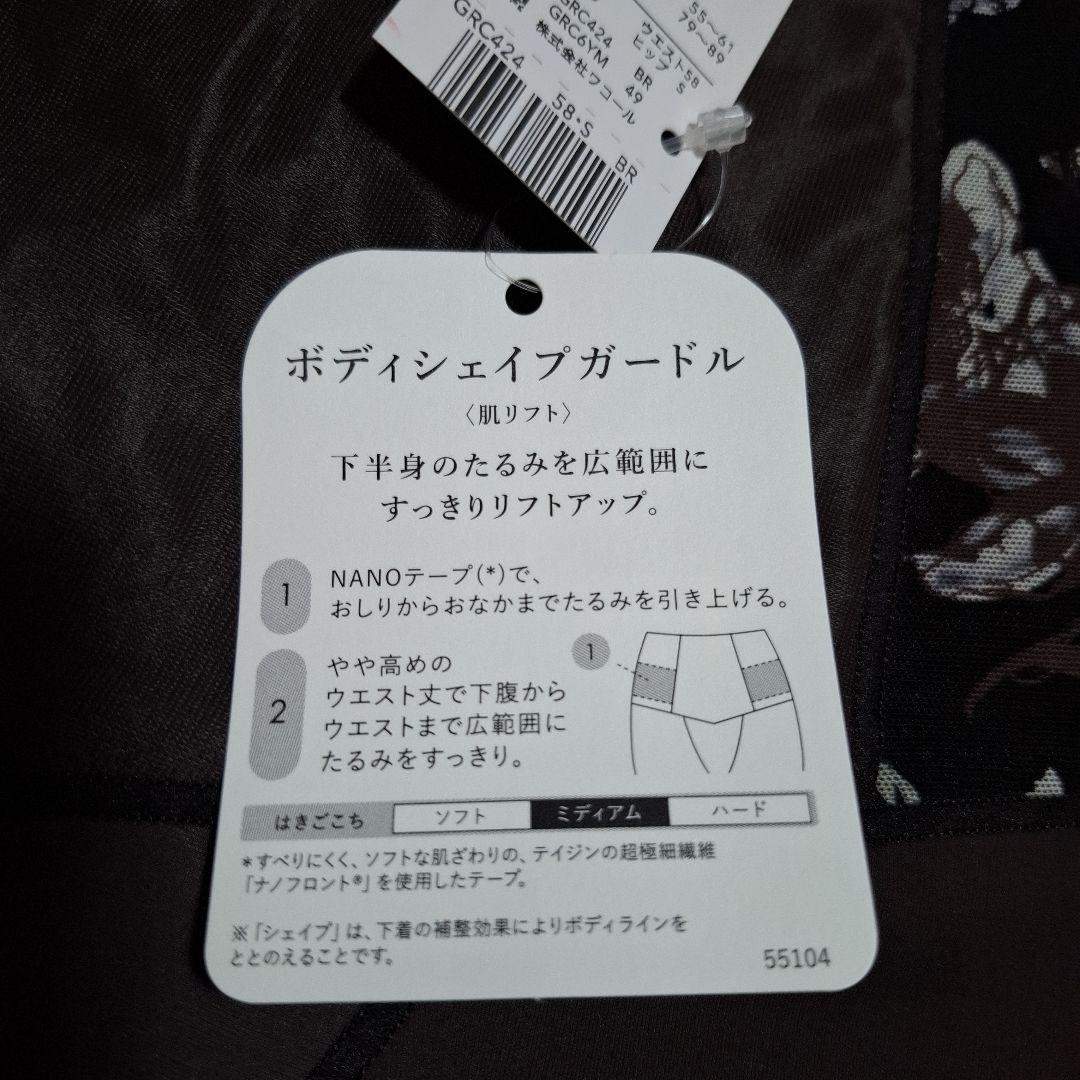 55~61
79~89
ウエスト58
ヒップ S
GRC424 BR
GRC6YM 49
株式会社ワコール
GRC424 58・S BR
ボディシェイプガードル
〈肌リフト〉
下半身のたるみを広範囲に
すっきりリフトアップ。
1
NANOテープ(*)で、
おしりからおなかまでたるみを引き上げる。
2
やや高めの
ウエスト丈で下腹から
ウエストまで広範囲に
たるみをすっきり。
1
はきごこち ソフト ミディアム ハード
*すべりにくく、ソフトな肌ざわりの、テイジンの超極細繊維
「ナノフロント®」を使用したテープ。
※「シェイプ」は、下着の補整効果によりボディラインを
ととのえることです。
55104